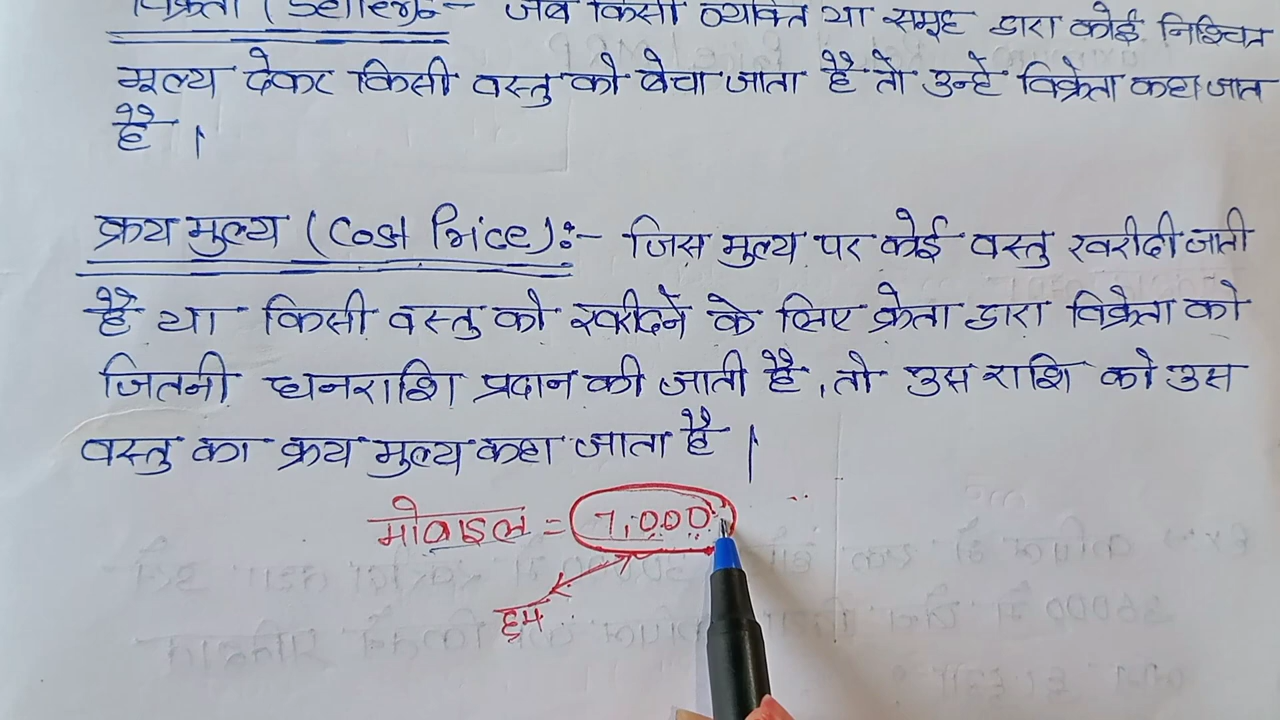 विक्रेता (Seller):- जब किसी व्यक्ति या समूह द्वारा कोई निश्चित
मूल्य देकर किसी वस्तु को बेचा जाता है तो उन्हे विक्रेता कहा जात
है ।
क्रय मुल्य (Cost Price):- जिस मुल्य पर कोई वस्तु खरीदी जाती
है या किसी वस्तु को खरीदने के लिए क्रेता द्वारा विक्रेता को
जितनी धनराशि प्रदान की जाती है, तो उस राशि को उस
वस्तु का क्रय मुल्य कहा जाता है ।
मोबाइल = 7,000
हम